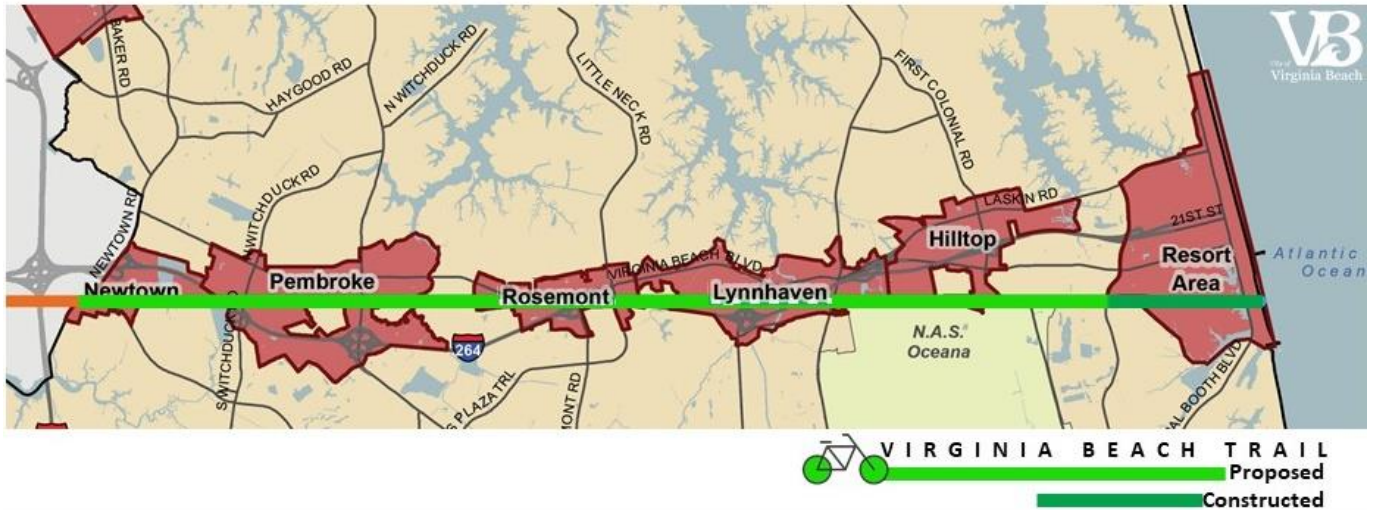 BAKER RD
HAYGOOD RD
N WITCHDUCK RD
LITTLE NECK RD
FIRST COLONIAL RD
VB
City of
Virginia Beach
NEWTOWN RD
N WITCHDUCK RD
LASKIN RD
21ST ST
Hilltop
VIRGINIA BEACH BLVD
Atlantic
Ocean
Resort
Area
Newtown
Pembroke
Rosemont
Lynnhaven
S WITCHDUCK RD
264
N.A.S.
Oceana
S PLAZA TRL
MONT RD
AL BOOTH BLVD
VIRGINIA BEACH TRAIL
Proposed
Constructed